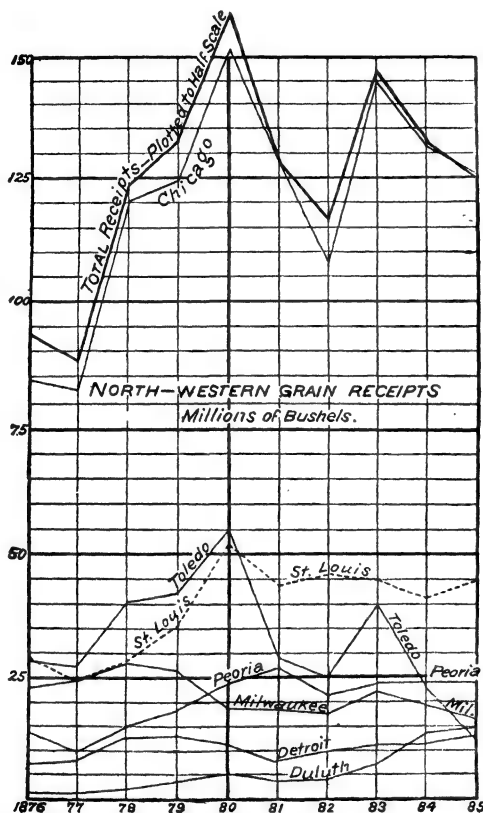 150
TOTAL Receipts—Plotted to Half Scale
Chicago
125
100
NORTH-WESTERN GRAIN RECEIPTS
Millions of Bushels.
75
50
Toledo
St. Louis
St. Louis
Toledo
25
Peoria
Peoria
Milwaukee
Mil.
Detroit
Duluth
1876 77 78 79 80 81 82 83 84 85